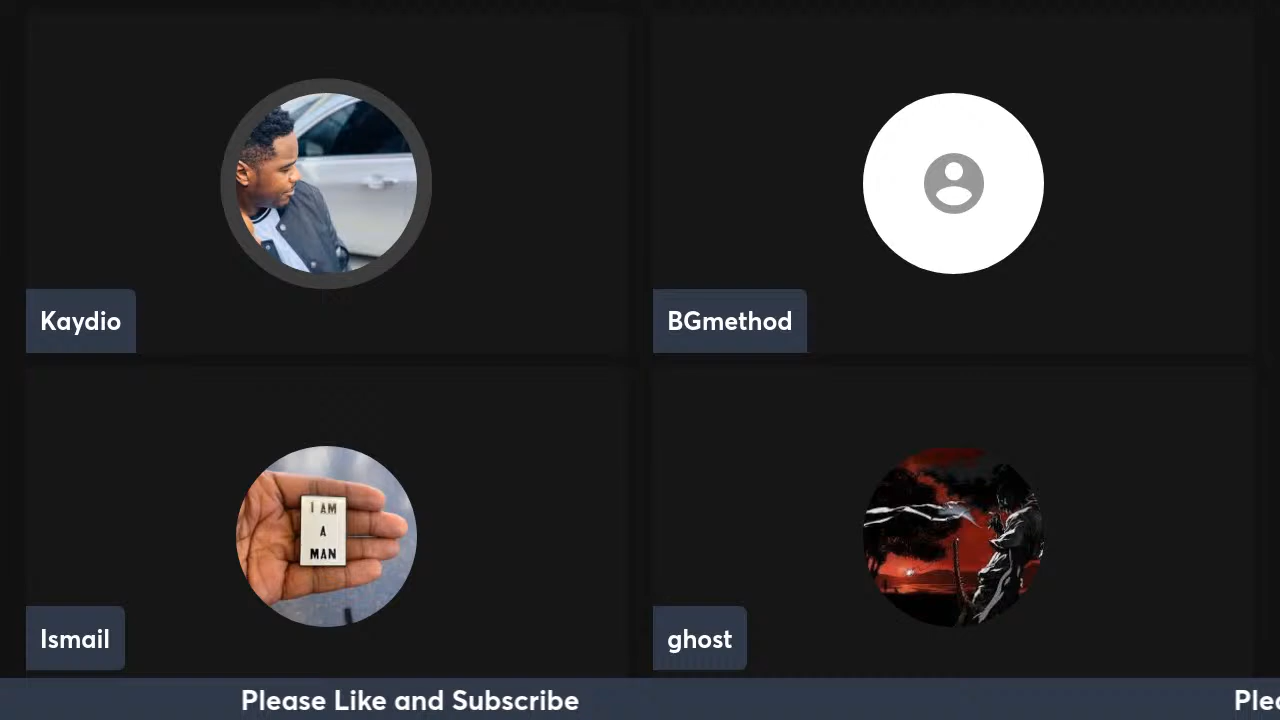 Kaydio
BGmethod
I AM
A
MAN
Ismail
ghost
Please Like and Subscribe